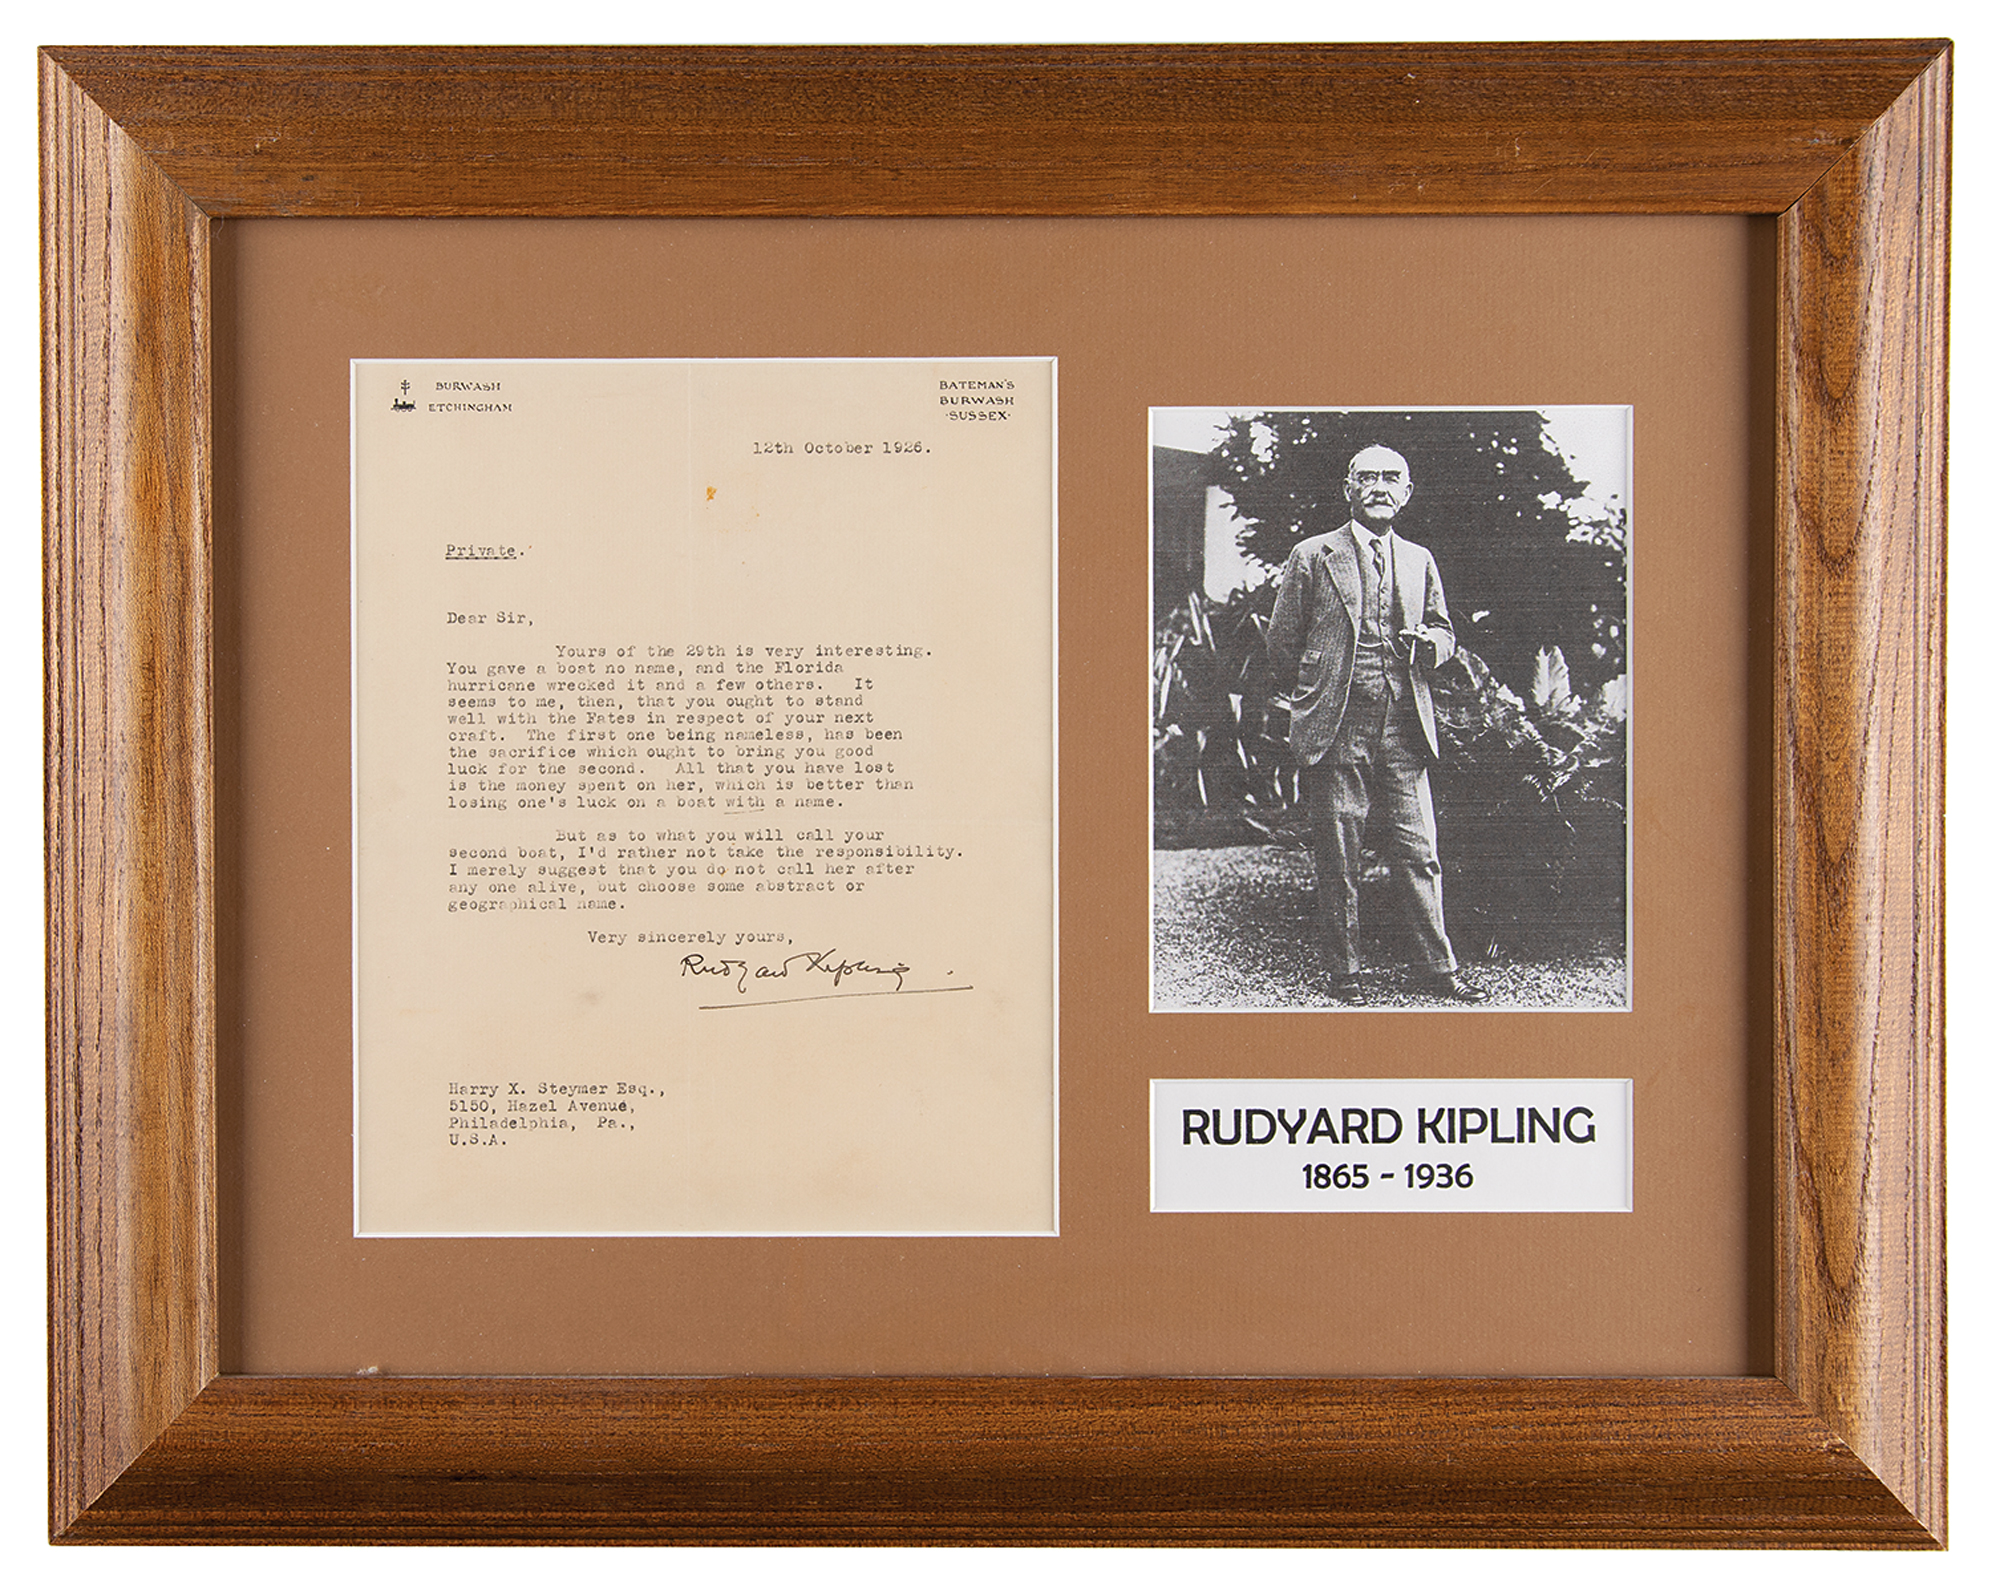 BURWASH
ETCHINGHAM
BATEMAN'S
BURWASH
·SUSSEX·
12th October 1926.
Private.
Dear Sir,
Yours of the 29th is very interesting.
You gave a boat no name, and the Florida
hurricane wrecked it and a few others. It
seems to me, then, that you ought to stand
well with the Fates in respect of your next
craft. The first one being nameless, has been
the sacrifice which ought to bring you good
luck for the second. All that you have lost
is the money spent on her, which is better than
losing one's luck on a boat with a name.
But as to what you will call your
second boat, I'd rather not take the responsibility.
I merely suggest that you do not call her after
any one alive, but choose some abstract or
geographical name.
Very sincerely yours,
Rudyard Kipling
Harry X. Steymer Esq.,
5150, Hazel Avenue,
Philadelphia, Pa.,
U.S.A.
RUDYARD KIPLING
1865 - 1936